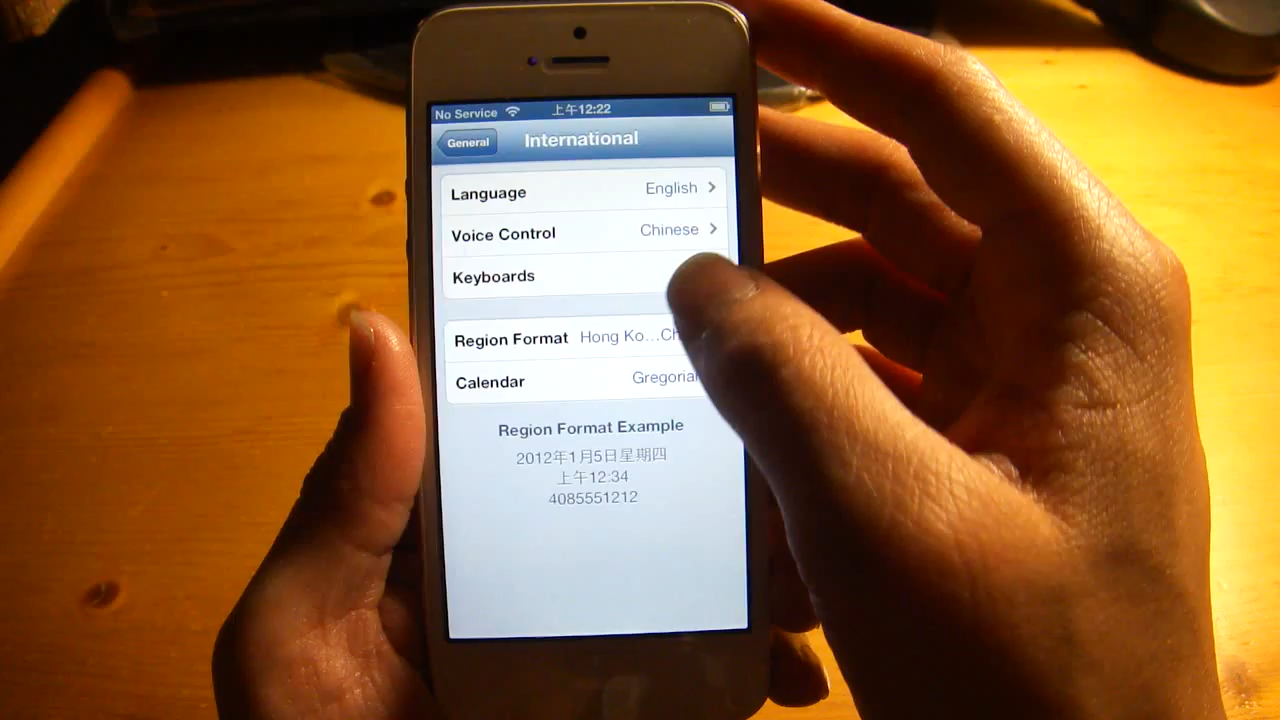 No Service 上午12:22
General International
Language English
Voice Control Chinese
Keyboards
Region Format Hong Ko...
Calendar Gregorian
Region Format Example
2012年1月5日星期四
上午12:34
4085551212